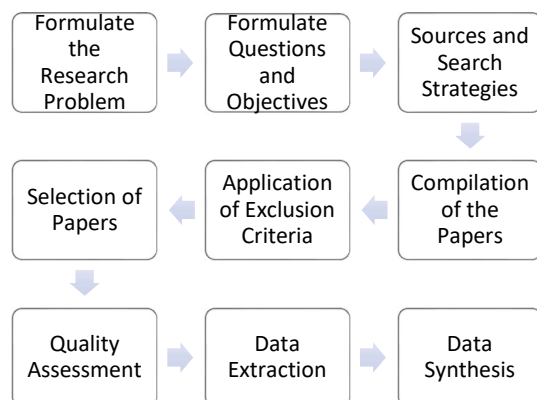 Formulate
the
Research
Problem
Formulate
Questions
and
Objectives
Sources and
Search
Strategies
Compilation
of the
Papers
Application
of Exclusion
Criteria
Selection of
Papers
Quality
Assessment
Data
Extraction
Data
Synthesis